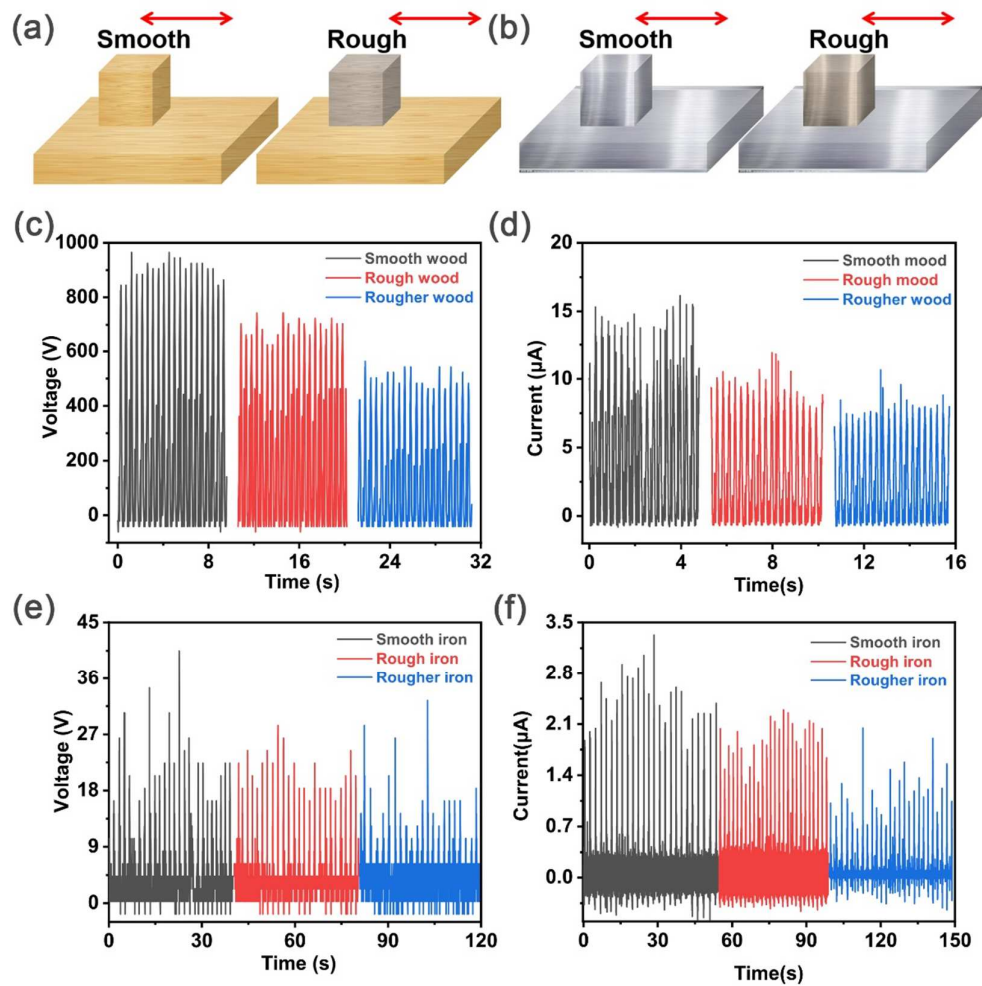 (a)
Smooth
Rough
(b)
Smooth
Rough
(c)
1000
800
600
400
200
0
Voltage (V)
Smooth wood
Rough wood
Rougher wood
0 8 16 24 32
Time (s)
(d)
20
15
10
5
0
Current (μA)
Smooth mood
Rough mood
Rougher wood
0 4 8 12 16
Time(s)
(e)
45
36
27
18
9
0
Voltage (V)
Smooth iron
Rough iron
Rougher iron
0 30 60 90 120
Time (s)
(f)
3.5
2.8
2.1
1.4
0.7
0.0
Current(μA)
Smooth iron
Rough iron
Rougher iron
0 30 60 90 120 150
Time(s)